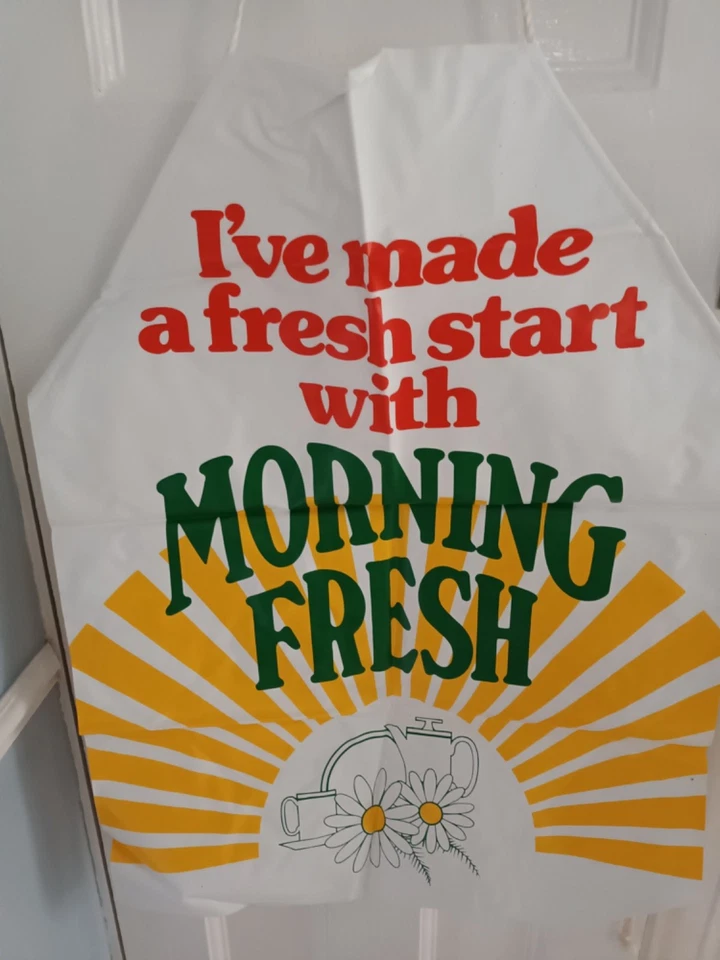 I've made
a fresh start
with
MORNING
FRESH